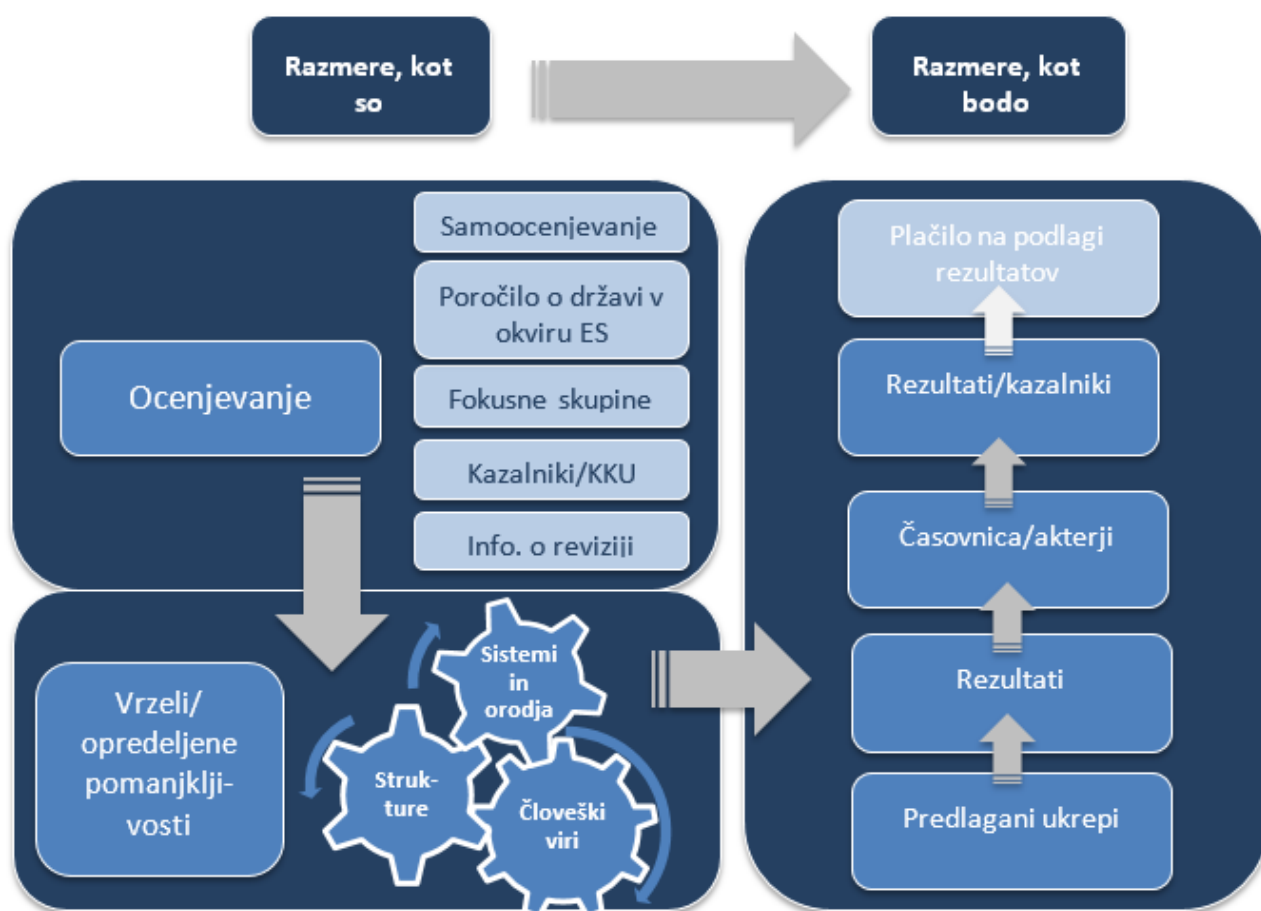 Razmere, kot
so
Razmere, kot
bodo
Ocenjevanje
Samoocenjevanje
Poročilo o državi v
okviru ES
Fokusne skupine
Kazalniki/KKU
Info. o reviziji
Vrzeli/
opredeljene
pomanjklji-
vosti
Sistemi
in
orodja
Struk-
ture
Človeški
viri
Plačilo na podlagi
rezultatov
Rezultati/kazalniki
Časovnica/akterji
Rezultati
Predlagani ukrepi